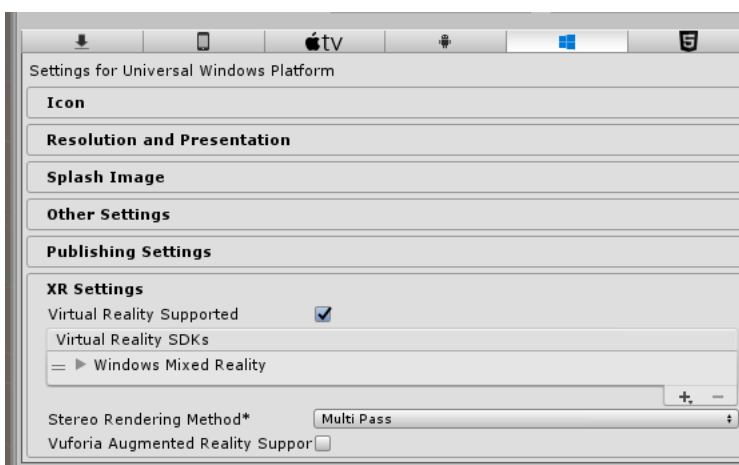 tv
5
Settings for Universal Windows Platform
Icon
Resolution and Presentation
Splash Image
Other Settings
Publishing Settings
XR Settings
Virtual Reality Supported
Virtual Reality SDKs
Windows Mixed Reality
Stereo Rendering Method* Multi Pass
Vuforia Augmented Reality Suppor